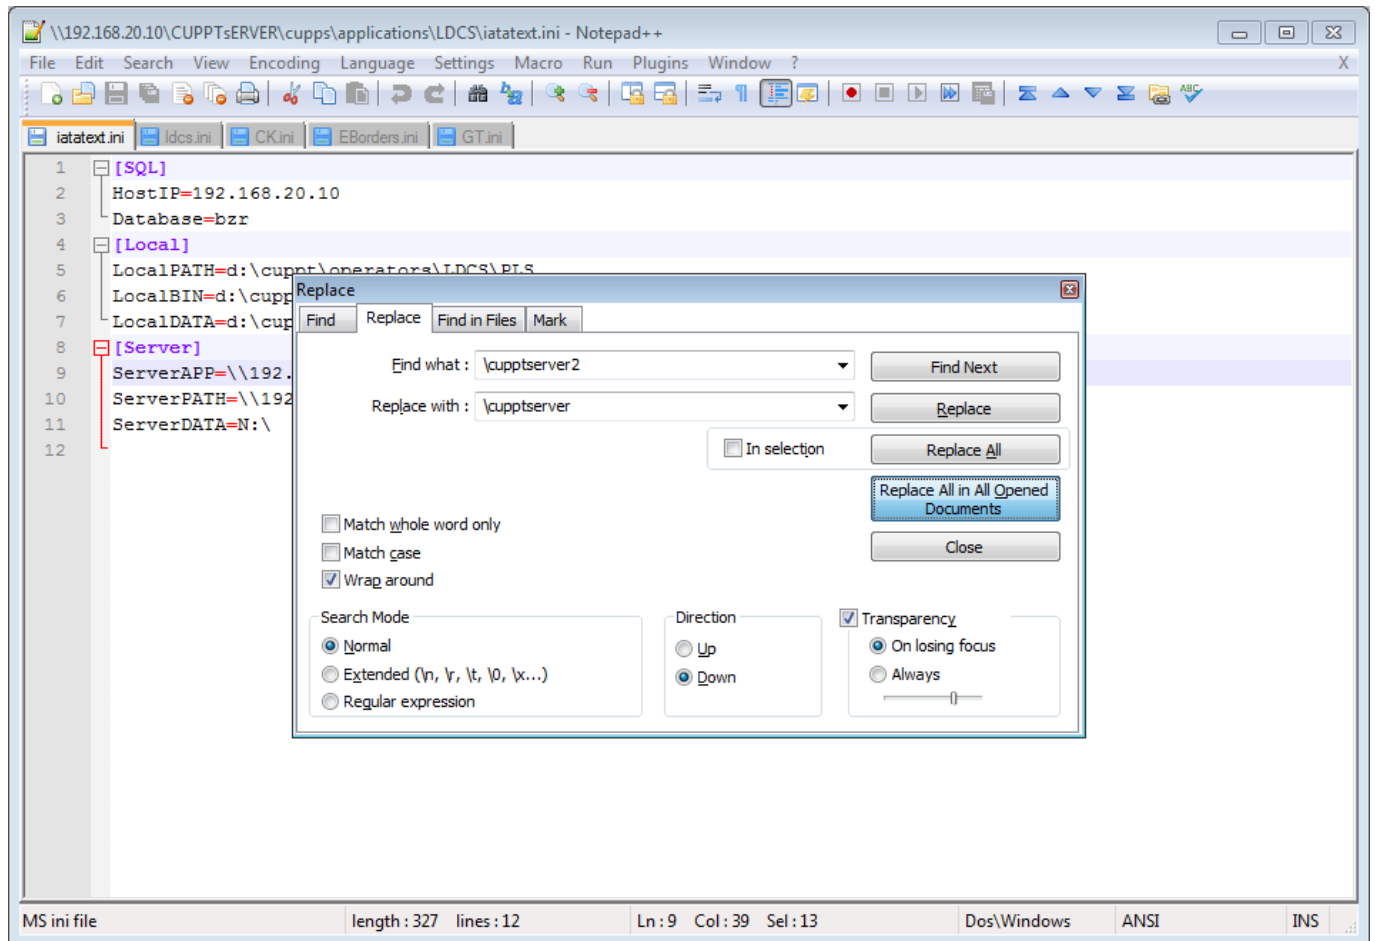 \\192.168.20.10\CUPPTsERVER\cupps\applications\LDCS\iatatext.ini - Notepad++
File Edit Search View Encoding Language Settings Macro Run Plugins Window ? X
ABC
iatatext.ini ldcs.ini CK.ini EBorders.ini GT.ini
1 [SQL]
2 HostIP=192.168.20.10
3 Database=bzr
4 [Local]
5 LocalPATH=d:\cuppt\operators\LDCS\PLS
6 LocalBIN=d:\cupp
7 LocalDATA=d:\cup
8 [Server]
9 ServerAPP=\\192.
10 ServerPATH=\\192
11 ServerDATA=N:\
12
Replace
Find Replace Find in Files Mark
Find what : \cupptserver2 Find Next
Replace with : \cupptserver Replace
In selection Replace All
Replace All in All Opened
Documents
Match whole word only
Match case Close
Wrap around
Search Mode Direction Transparency
Normal Up On losing focus
Extended (\n, \r, \t, \0, \x...) Down Always
Regular expression
MS ini file length : 327 lines : 12 Ln : 9 Col : 39 Sel : 13 Dos\Windows ANSI INS